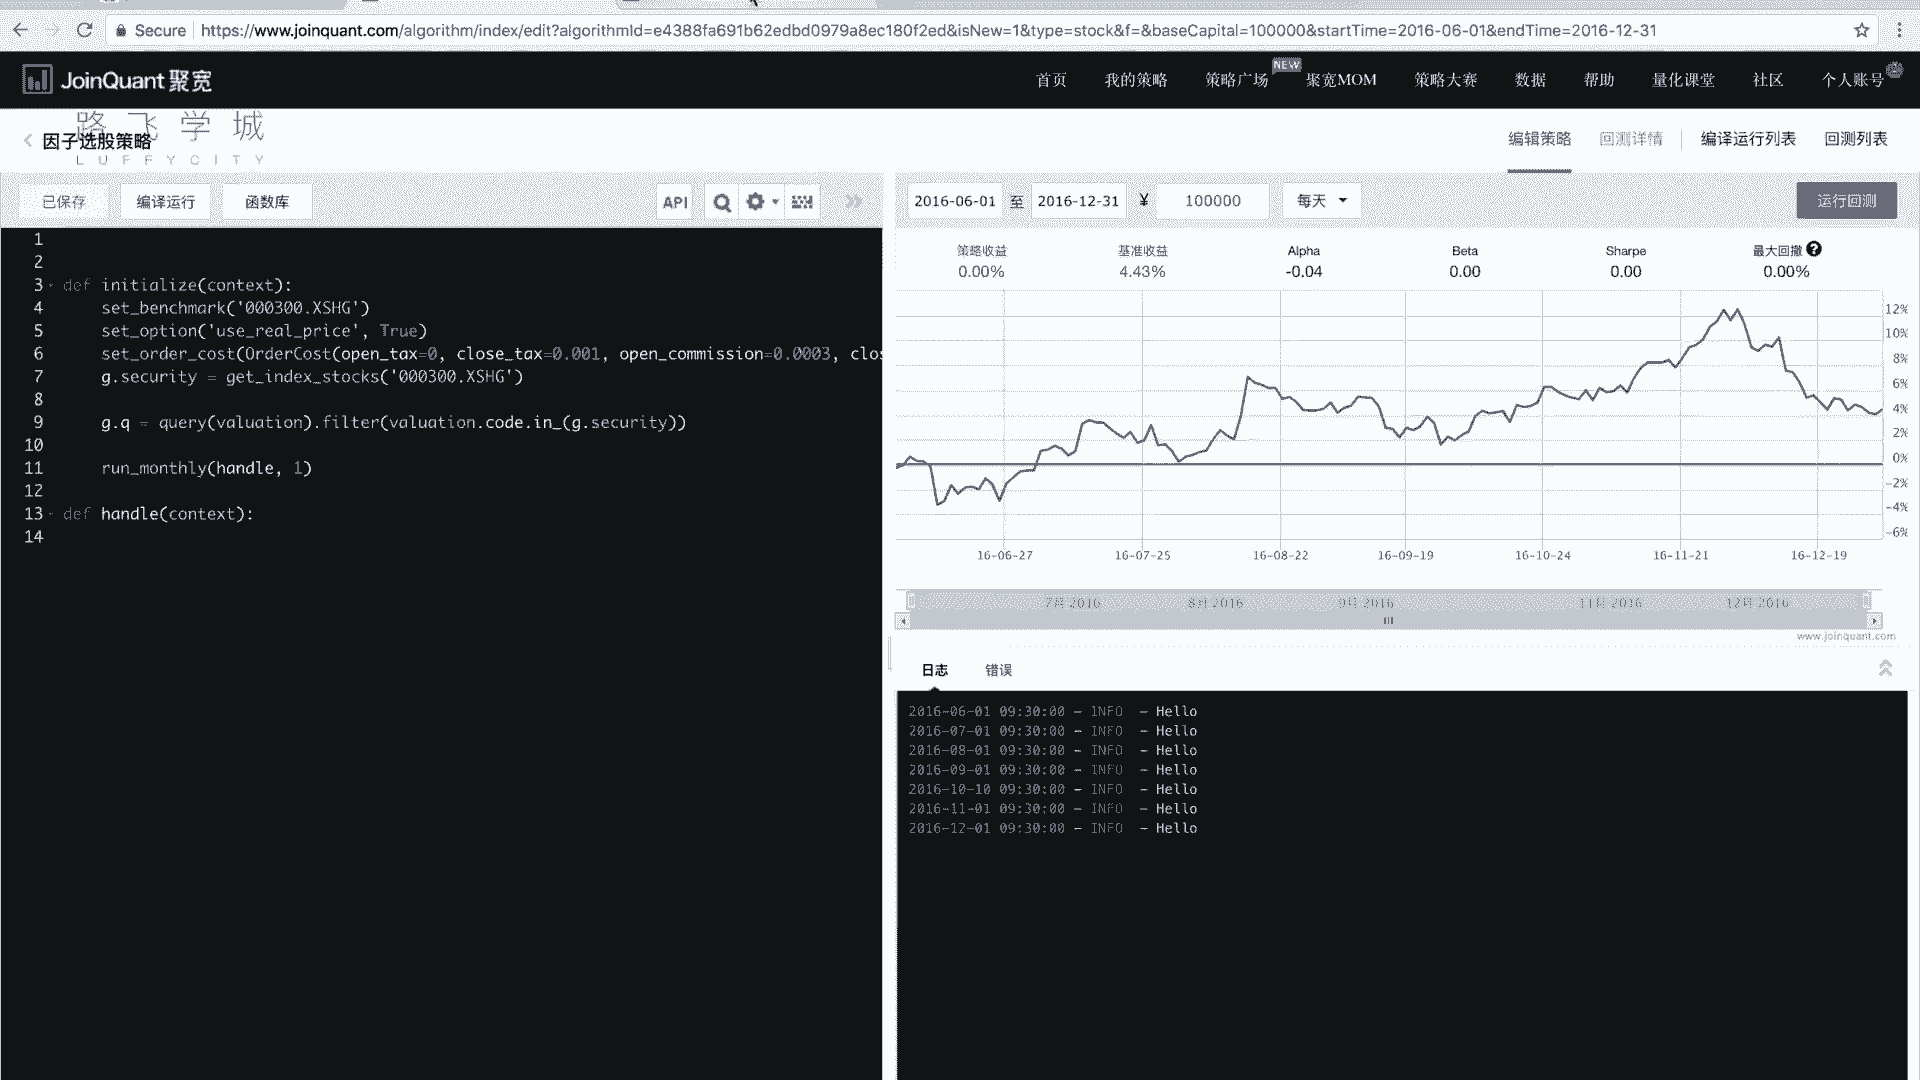 Secure
https://www.joinquant.com/algorithm/index/edit?algorithmId=e4388fa691b62edbd0979a8ec180f2ed&isNew=1&type=stock&f=&baseCapital=100000&startTime=2016-06-01&endTime=2016-12-31
JoinQuant 聚宽
首页 我的策略 策略广场 NEW 聚宽MOM 策略大赛 数据 帮助 量化课堂 社区 个人账号
路飞学城
LUFFYCITY
因子选股策略
编辑策略 回测详情 编译运行列表 回测列表
已保存 编译运行 函数库 API
2016-06-01 至 2016-12-31 ¥ 100000 每天 运行回测
1
2
3 def initialize(context):
4 set_benchmark('000300.XSHG')
5 set_option('use_real_price', True)
6 set_order_cost(OrderCost(open_tax=0, close_tax=0.001, open_commission=0.0003, clos
7 g.security = get_index_stocks('000300.XSHG')
8
9 g.q = query(valuation).filter(valuation.code.in_(g.security))
10
11 run_monthly(handle, 1)
12
13 def handle(context):
14
策略收益 基准收益 Alpha Beta Sharpe 最大回撤
0.00% 4.43% -0.04 0.00 0.00 0.00%
12%
10%
8%
6%
4%
2%
0%
-2%
-4%
-6%
16-06-27 16-07-25 16-08-22 16-09-19 16-10-24 16-11-21 16-12-19
7月 2016 8月 2016 9月 2016 11月 2016 12月 2016
www.joinquant.com
日志 错误
2016-06-01 09:30:00 - INFO - Hello
2016-07-01 09:30:00 - INFO - Hello
2016-08-01 09:30:00 - INFO - Hello
2016-09-01 09:30:00 - INFO - Hello
2016-10-10 09:30:00 - INFO - Hello
2016-11-01 09:30:00 - INFO - Hello
2016-12-01 09:30:00 - INFO - Hello